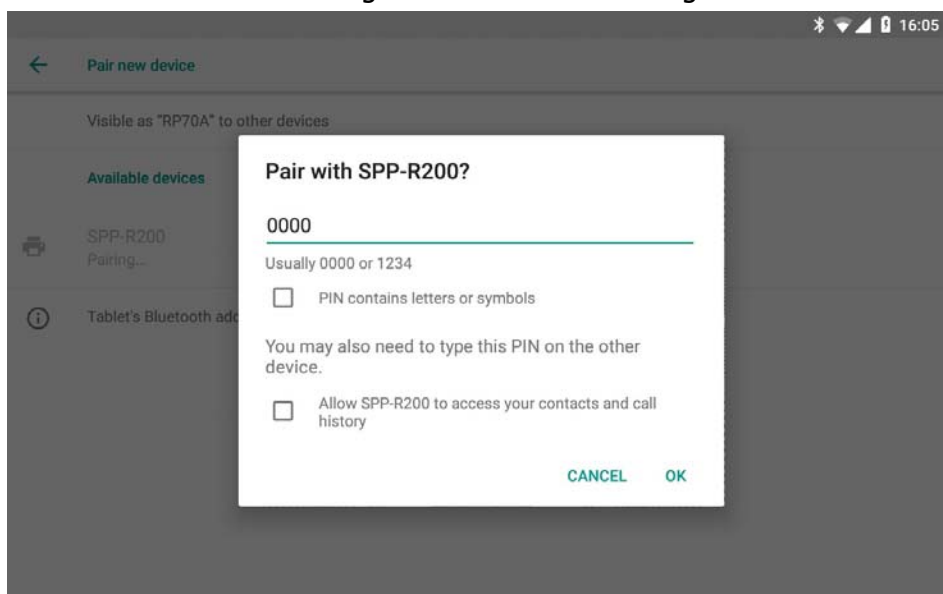 16:05
Pair new device
Visible as "RP70A" to other devices
Available devices
SPP-R200
Pairing...
Tablet's Bluetooth
Pair with SPP-R200?
0000
Usually 0000 or 1234
PIN contains letters or symbols
You may also need to type this PIN on the other
device.
Allow SPP-R200 to access your contacts and call
history
CANCEL OK